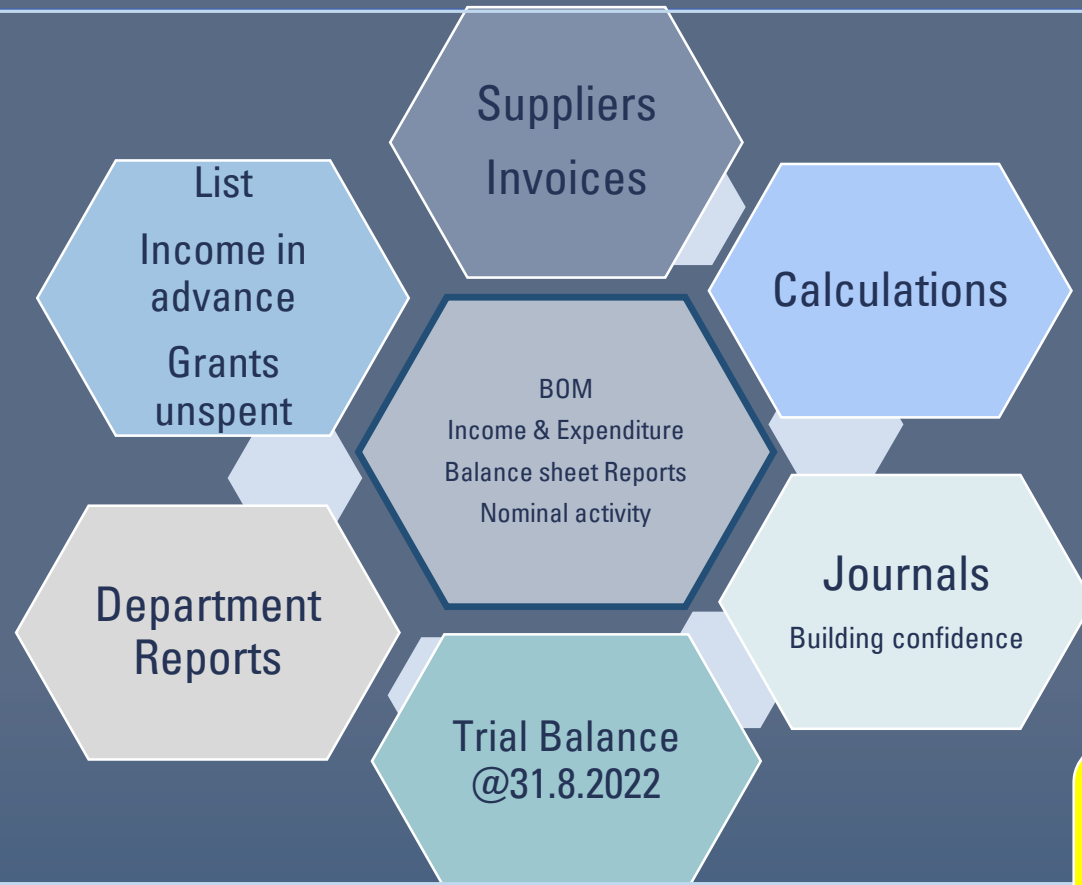 Suppliers
Invoices
List
Income in
advance
Grants
unspent
Calculations
BOM
Income & Expenditure
Balance sheet Reports
Nominal activity
Department
Reports
Journals
Building confidence
Trial Balance
@31.8.2022